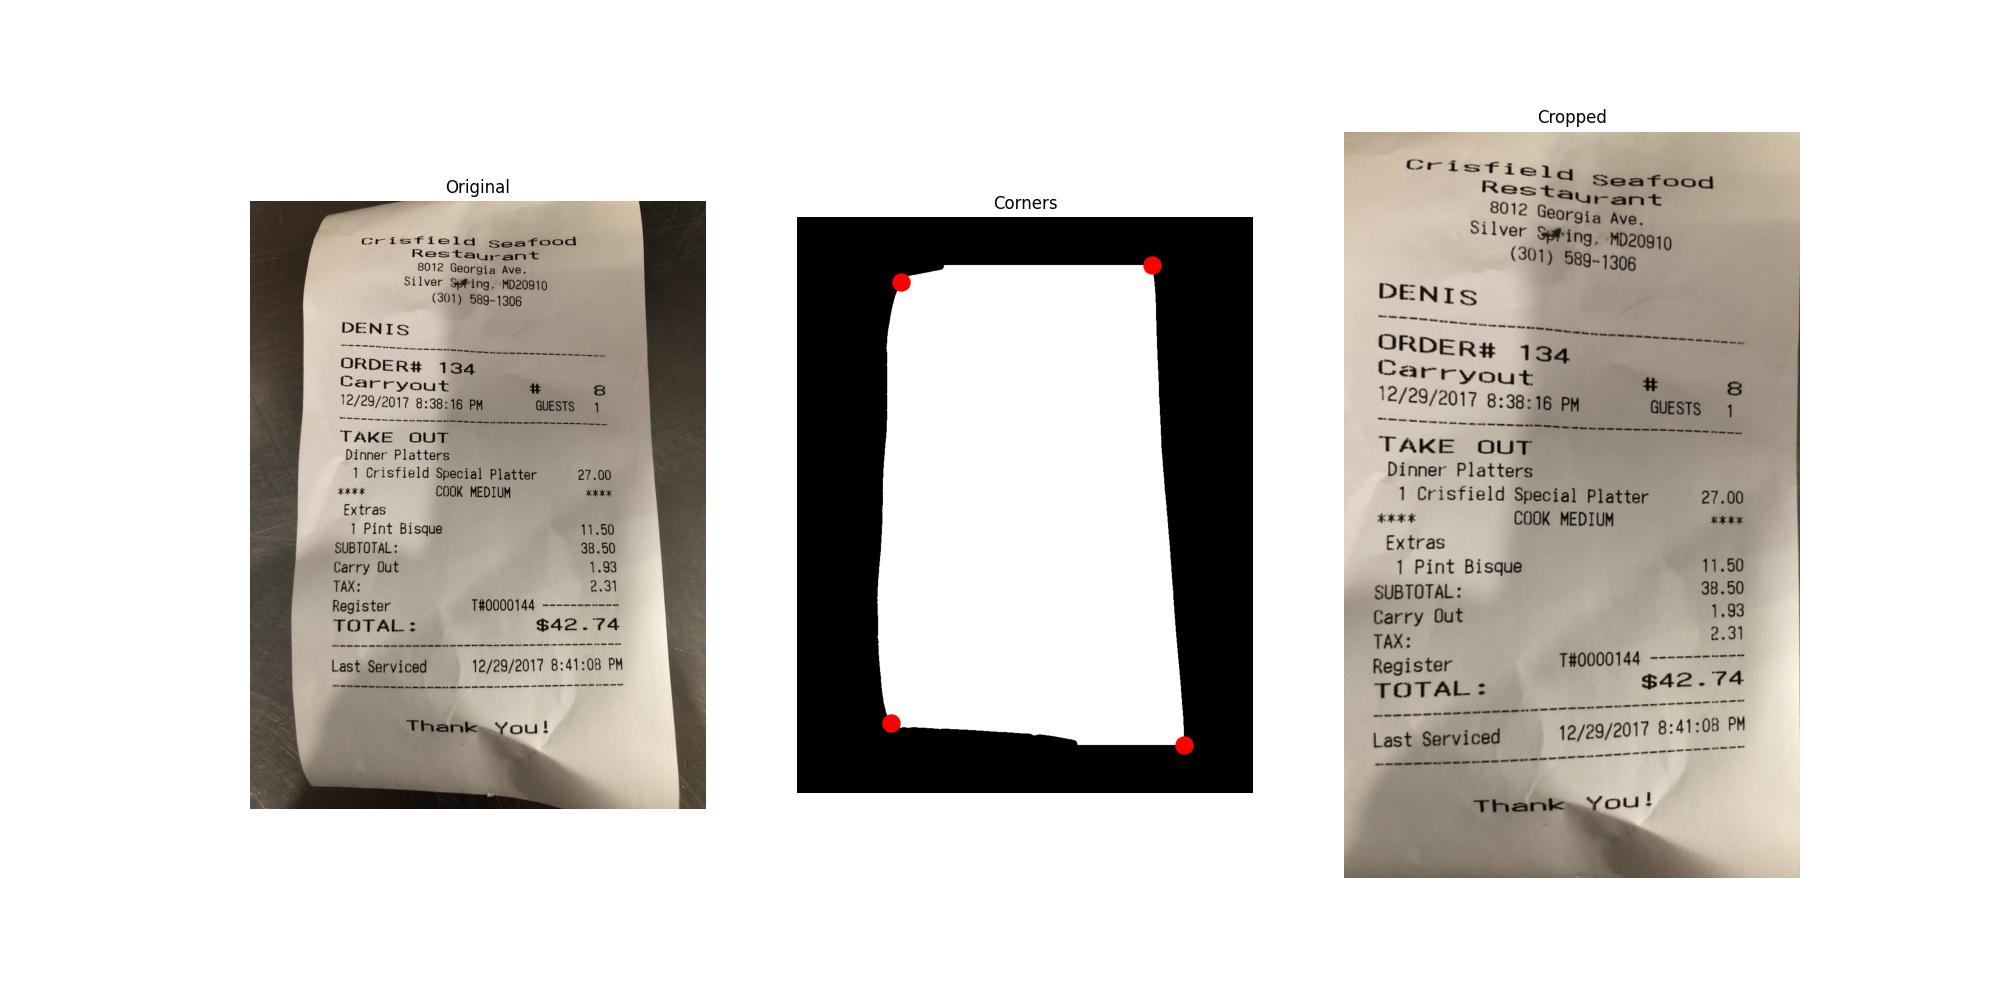 Original
Crisfield Seafood
Restaurant
8012 Georgia Ave.
Silver Spring, MD20910
(301) 589-1306
DENIS
--------------------------------------
ORDER# 134
Carryout # 8
12/29/2017 8:38:16 PM GUESTS 1
--------------------------------------
TAKE OUT
Dinner Platters
1 Crisfield Special Platter 27.00
**** COOK MEDIUM ****
Extras
1 Pint Bisque 11.50
SUBTOTAL: 38.50
Carry Out 1.93
TAX: 2.31
Register T#0000144 -----------
TOTAL: $42.74
--------------------------------------
Last Serviced 12/29/2017 8:41:08 PM
--------------------------------------
Thank You!
Corners
Cropped
Crisfield Seafood
Restaurant
8012 Georgia Ave.
Silver Spring, MD20910
(301) 589-1306
DENIS
--------------------------------------
ORDER# 134
Carryout # 8
12/29/2017 8:38:16 PM GUESTS 1
--------------------------------------
TAKE OUT
Dinner Platters
1 Crisfield Special Platter 27.00
**** COOK MEDIUM ****
Extras
1 Pint Bisque 11.50
SUBTOTAL: 38.50
Carry Out 1.93
TAX: 2.31
Register T#0000144 -----------
TOTAL: $42.74
--------------------------------------
Last Serviced 12/29/2017 8:41:08 PM
--------------------------------------
Thank You!